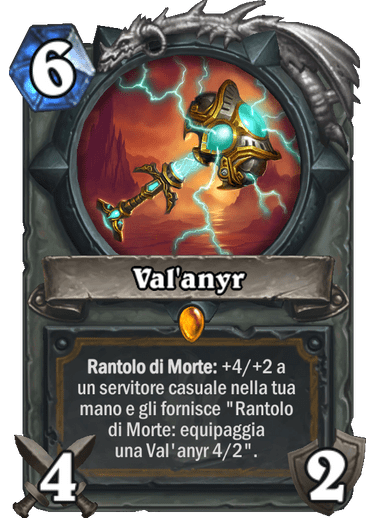 6
Val'anyr
Rantolo di Morte: +4/+2 a
un servitore casuale nella tua
mano e gli fornisce "Rantolo
di Morte: equipaggia
una Val'anyr 4/2".
4
2